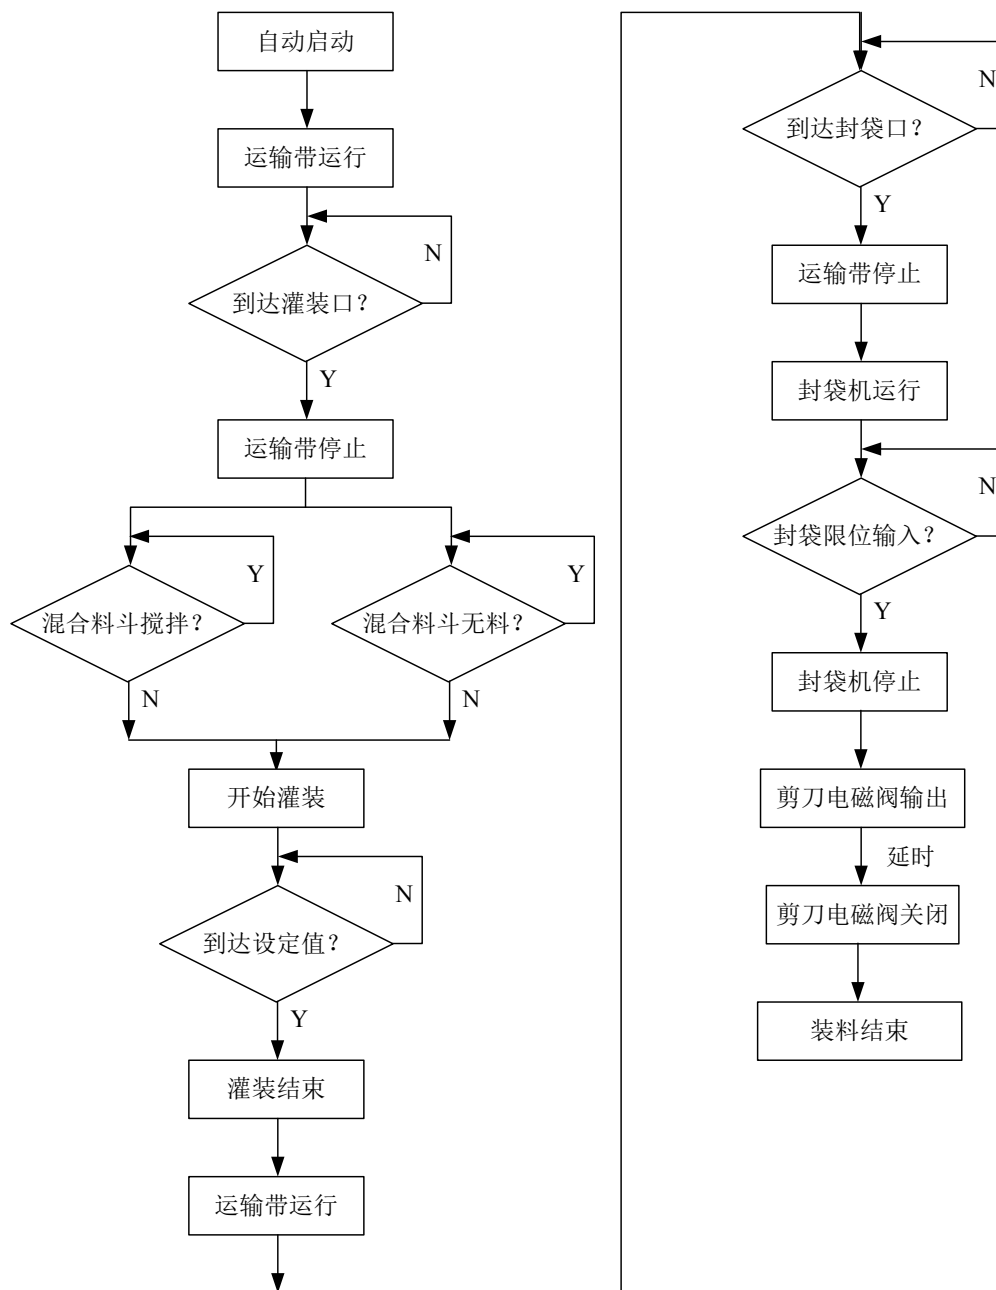 自动启动
运输带运行
N
到达灌装口?
Y
运输带停止
Y
混合料斗搅拌?
N
Y
混合料斗无料?
N
开始灌装
N
到达设定值?
Y
灌装结束
运输带运行
N
到达封袋口?
Y
运输带停止
封袋机运行
N
封袋限位输入?
Y
封袋机停止
剪刀电磁阀输出
延时
剪刀电磁阀关闭
装料结束